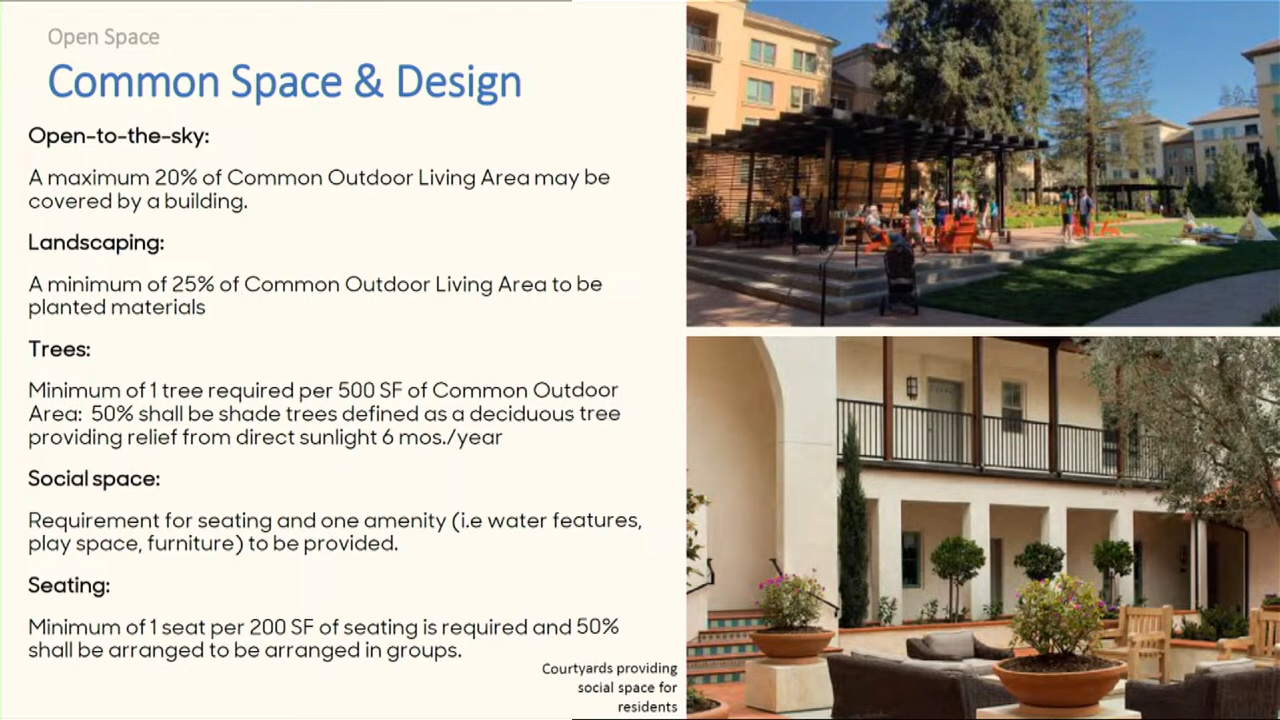 Open Space
Common Space & Design
Open-to-the-sky:
A maximum 20% of Common Outdoor Living Area may be
covered by a building.
Landscaping:
A minimum of 25% of Common Outdoor Living Area to be
planted materials
Trees:
Minimum of 1 tree required per 500 SF of Common Outdoor
Area: 50% shall be shade trees defined as a deciduous tree
providing relief from direct sunlight 6 mos./year
Social space:
Requirement for seating and one amenity (i.e water features,
play space, furniture) to be provided.
Seating:
Minimum of 1 seat per 200 SF of seating is required and 50%
shall be arranged to be arranged in groups.
Courtyards providing
social space for
residents